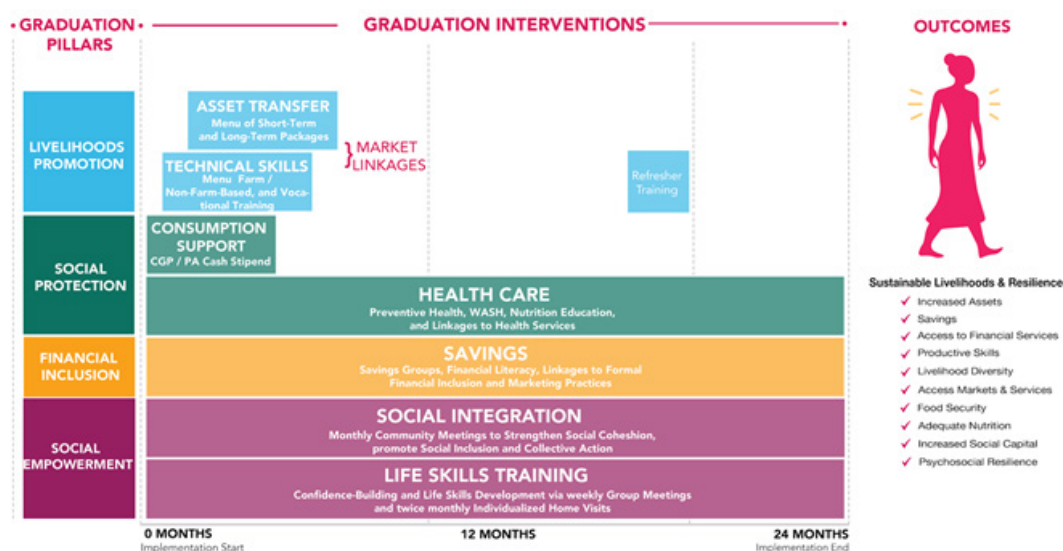 GRADUATION
PILLARS
GRADUATION INTERVENTIONS
OUTCOMES
LIVELIHOODS
PROMOTION
ASSET TRANSFER
Menu of Short-Term
and Long-Term Packages
TECHNICAL SKILLS
Menu Farm /
Non-Farm-Based, and Voca-
tional Training
} MARKET
LINKAGES
Refresher
Training
SOCIAL
PROTECTION
CONSUMPTION
SUPPORT
CGP / PA Cash Stipend
HEALTH CARE
Preventive Health, WASH, Nutrition Education,
and Linkages to Health Services
FINANCIAL
INCLUSION
SAVINGS
Savings Groups, Financial Literacy, Linkages to Formal
Financial Inclusion and Marketing Practices
SOCIAL
EMPOWERMENT
SOCIAL INTEGRATION
Monthly Community Meetings to Strengthen Social Coheshion,
promote Social Inclusion and Collective Action
LIFE SKILLS TRAINING
Confidence-Building and Life Skills Development via weekly Group Meetings
and twice monthly Individualized Home Visits
0 MONTHS
Implementation Start
12 MONTHS
24 MONTHS
Implementation End
Sustainable Livelihoods & Resilience
✓ Increased Assets
✓ Savings
✓ Access to Financial Services
✓ Productive Skills
✓ Livelihood Diversity
✓ Access Markets & Services
✓ Food Security
✓ Adequate Nutrition
✓ Increased Social Capital
✓ Psychosocial Resilience